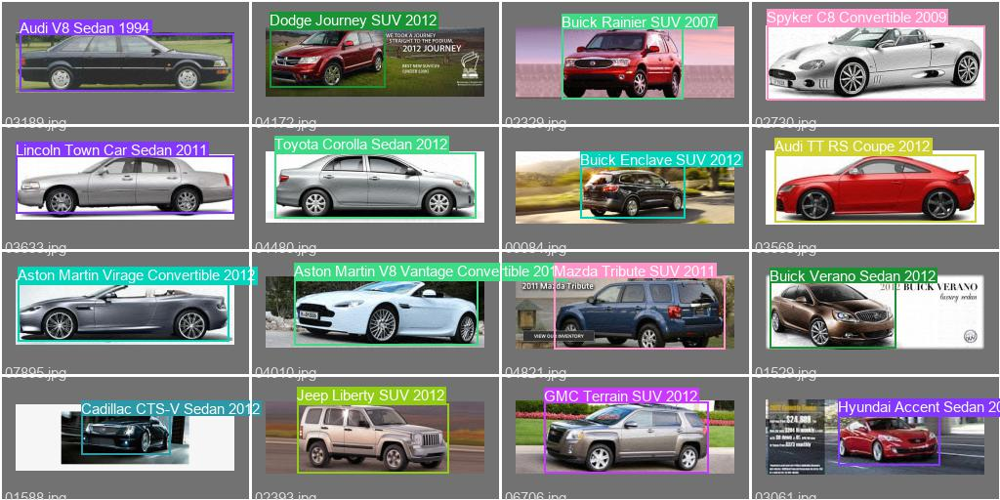 Audi V8 Sedan 1994
03189.jpg
Dodge Journey SUV 2012
WE TOOK A JOURNEY
STRAIGHT TO THE PODIUM.
2012 JOURNEY
BEST NEW SUV/CUV
(UNDER $35K)
04172.jpg
Buick Rainier SUV 2007
02329.jpg
Spyker C8 Convertible 2009
02730.jpg
Lincoln Town Car Sedan 2011
03633.jpg
Toyota Corolla Sedan 2012
04480.jpg
Buick Enclave SUV 2012
00084.jpg
Audi TT RS Coupe 2012
03568.jpg
Aston Martin Virage Convertible 2012
07895.jpg
Aston Martin V8 Vantage Convertible 201
04010.jpg
Mazda Tribute SUV 2011
2011 Mazda Tribute
VIEW OUR INVENTORY
04821.jpg
Buick Verano Sedan 2012
2012 BUICK VERANO
luxury sedan
01529.jpg
Cadillac CTS-V Sedan 2012
01588.jpg
Jeep Liberty SUV 2012
02393.jpg
GMC Terrain SUV 2012
06706.jpg
Hyundai Accent Sedan 20
$24,889
03061.jpg